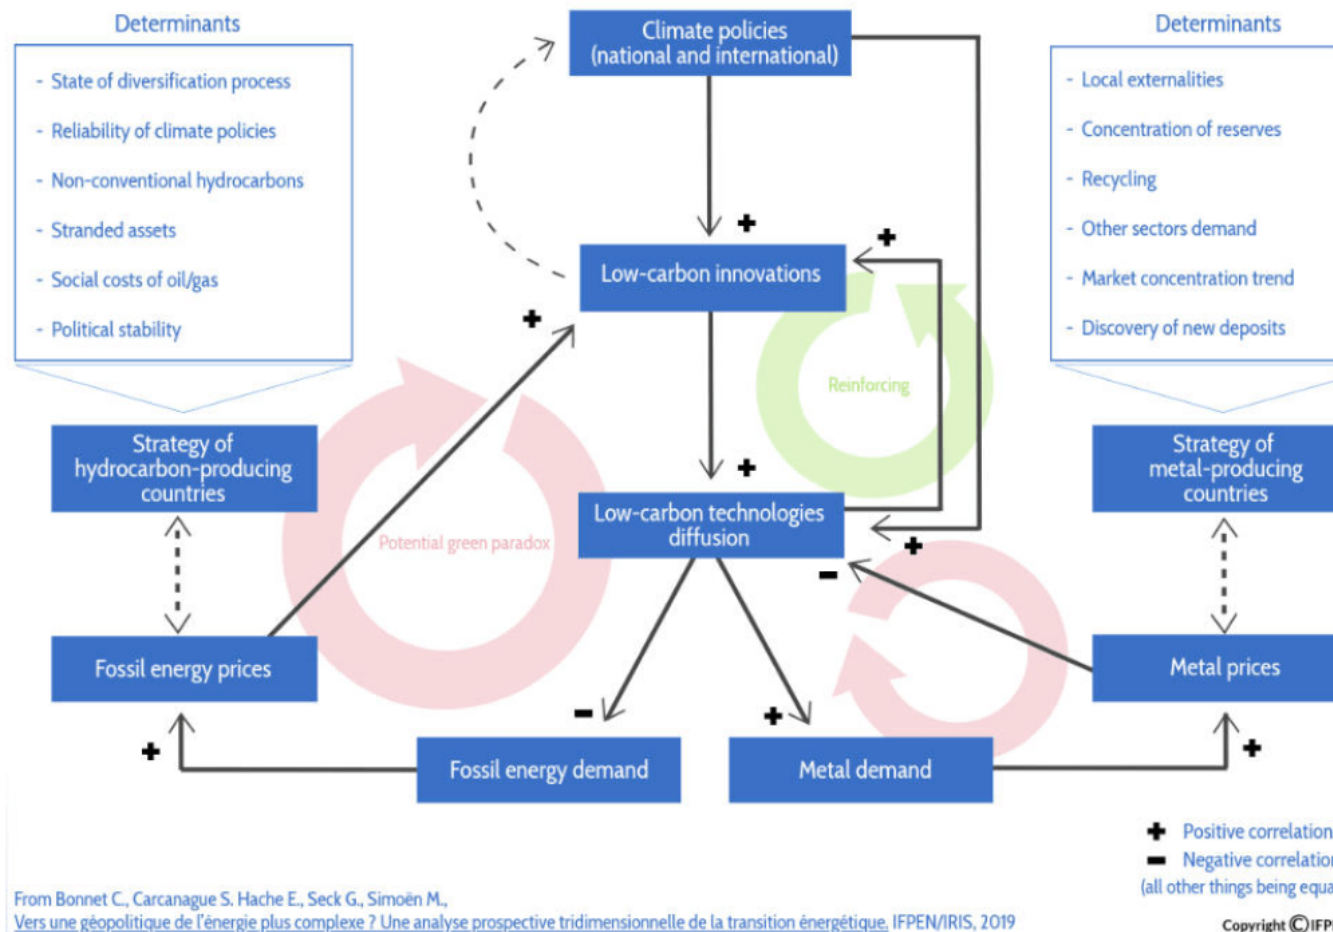 Determinants
- State of diversification process
- Reliability of climate policies
- Non-conventional hydrocarbons
- Stranded assets
- Social costs of oil/gas
- Political stability
Climate policies
(national and international)
Determinants
- Local externalities
- Concentration of reserves
- Recycling
- Other sectors demand
- Market concentration trend
- Discovery of new deposits
+
+
Low-carbon innovations
+
Reinforcing
Strategy of
hydrocarbon-producing
countries
+
Low-carbon technologies
diffusion
Strategy of
metal-producing
countries
Potential green paradox
+
-
Fossil energy prices
Metal prices
-
+
+
+
Fossil energy demand
Metal demand
+ Positive correlation
- Negative correlation
(all other things being equa
From Bonnet C., Carcanague S. Hache E., Seck G., Simoën M.,
Vers une géopolitique de l'énergie plus complexe ? Une analyse prospective tridimensionnelle de la transition énergétique. IFPEN/IRIS, 2019
Copyright ©IFP